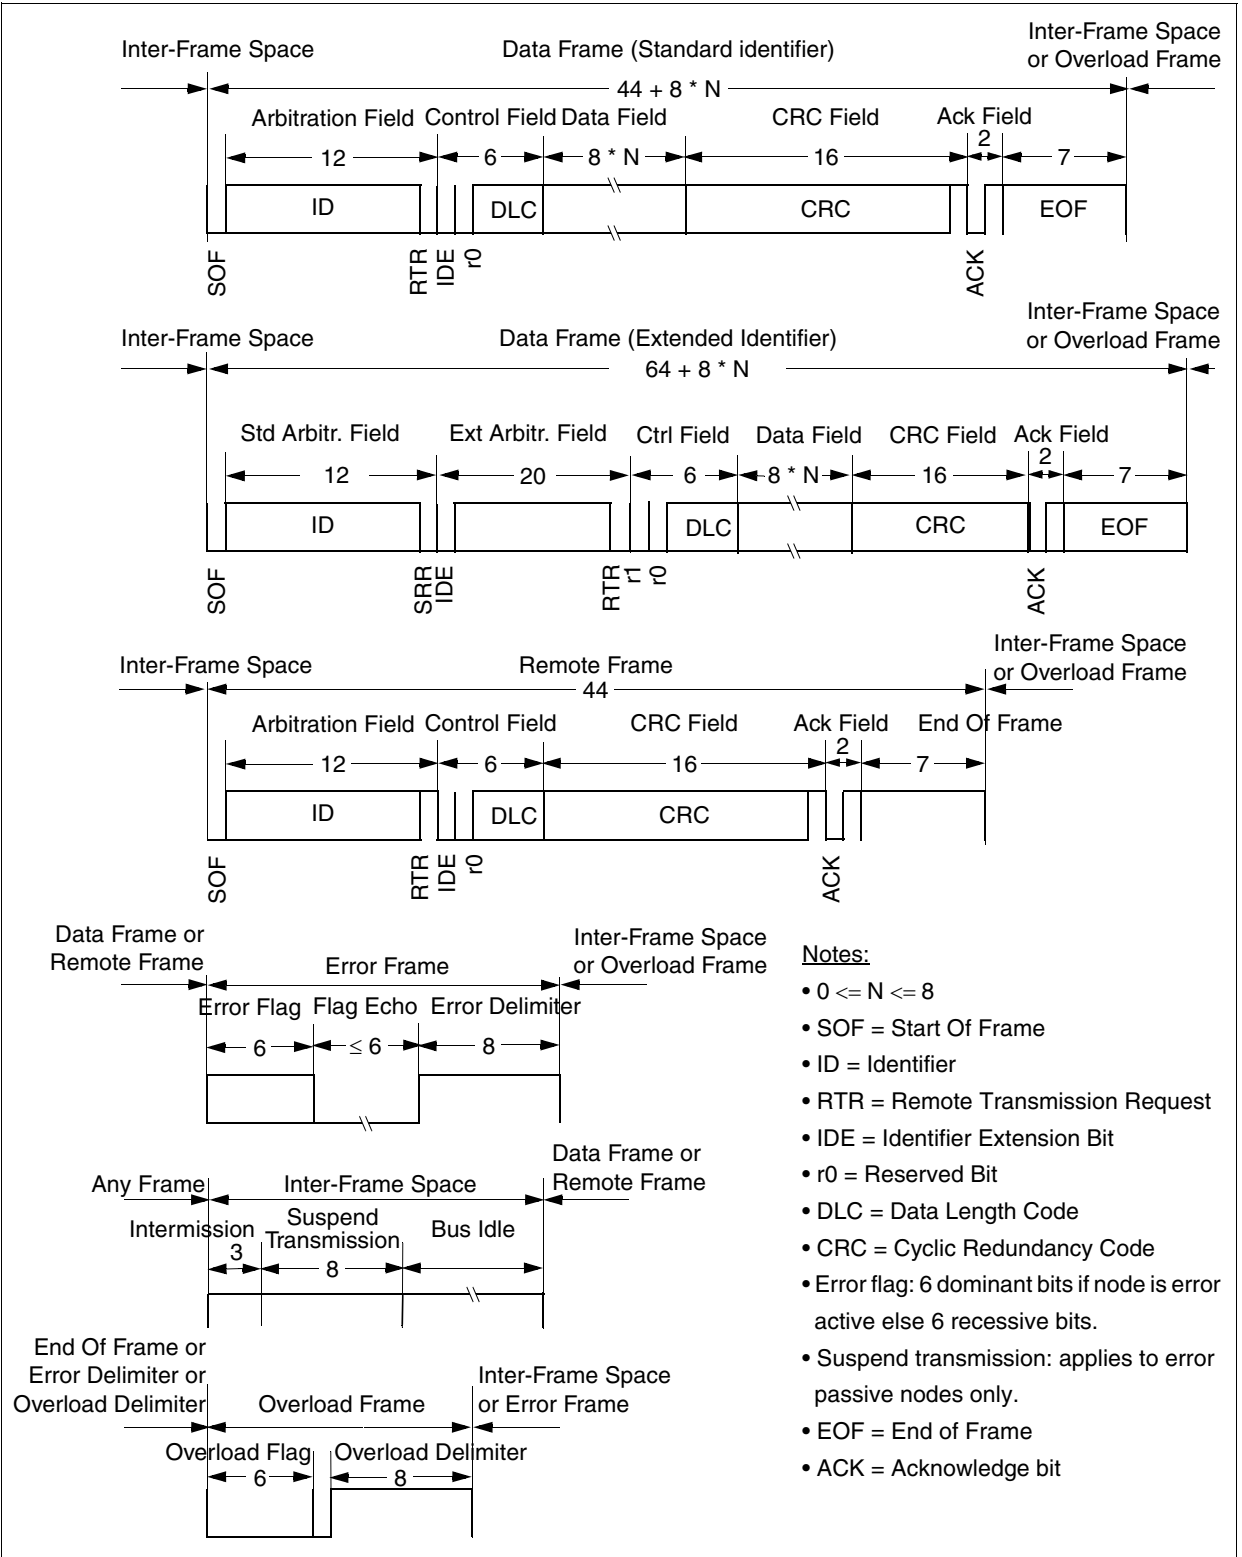 Inter-Frame Space
Data Frame (Standard identifier)
Inter-Frame Space
or Overload Frame
44 + 8 * N
Arbitration Field
Control Field
Data Field
CRC Field
Ack Field
12
6
8 * N
16
2
7
ID
DLC
CRC
EOF
SOF
RTR
IDE
r0
ACK
Inter-Frame Space
Data Frame (Extended Identifier)
Inter-Frame Space
or Overload Frame
64 + 8 * N
Std Arbitr. Field
Ext Arbitr. Field
Ctrl Field
Data Field
CRC Field
Ack Field
12
20
6
8 * N
16
2
7
ID
DLC
CRC
EOF
SOF
SRR
IDE
RTR
r1
r0
ACK
Inter-Frame Space
Remote Frame
Inter-Frame Space
or Overload Frame
44
Arbitration Field
Control Field
CRC Field
Ack Field
End Of Frame
12
6
16
2
7
ID
DLC
CRC
SOF
RTR
IDE
r0
ACK
Data Frame or
Remote Frame
Error Frame
Inter-Frame Space
or Overload Frame
Error Flag
Flag Echo
Error Delimiter
6
≤ 6
8
Any Frame
Inter-Frame Space
Data Frame or
Remote Frame
Intermission
Suspend
Transmission
Bus Idle
3
8
End Of Frame or
Error Delimiter or
Overload Delimiter
Overload Frame
Inter-Frame Space
or Error Frame
Overload Flag
Overload Delimiter
6
8
Notes:
• 0 <= N <= 8
• SOF = Start Of Frame
• ID = Identifier
• RTR = Remote Transmission Request
• IDE = Identifier Extension Bit
• r0 = Reserved Bit
• DLC = Data Length Code
• CRC = Cyclic Redundancy Code
• Error flag: 6 dominant bits if node is error
active else 6 recessive bits.
• Suspend transmission: applies to error
passive nodes only.
• EOF = End of Frame
• ACK = Acknowledge bit